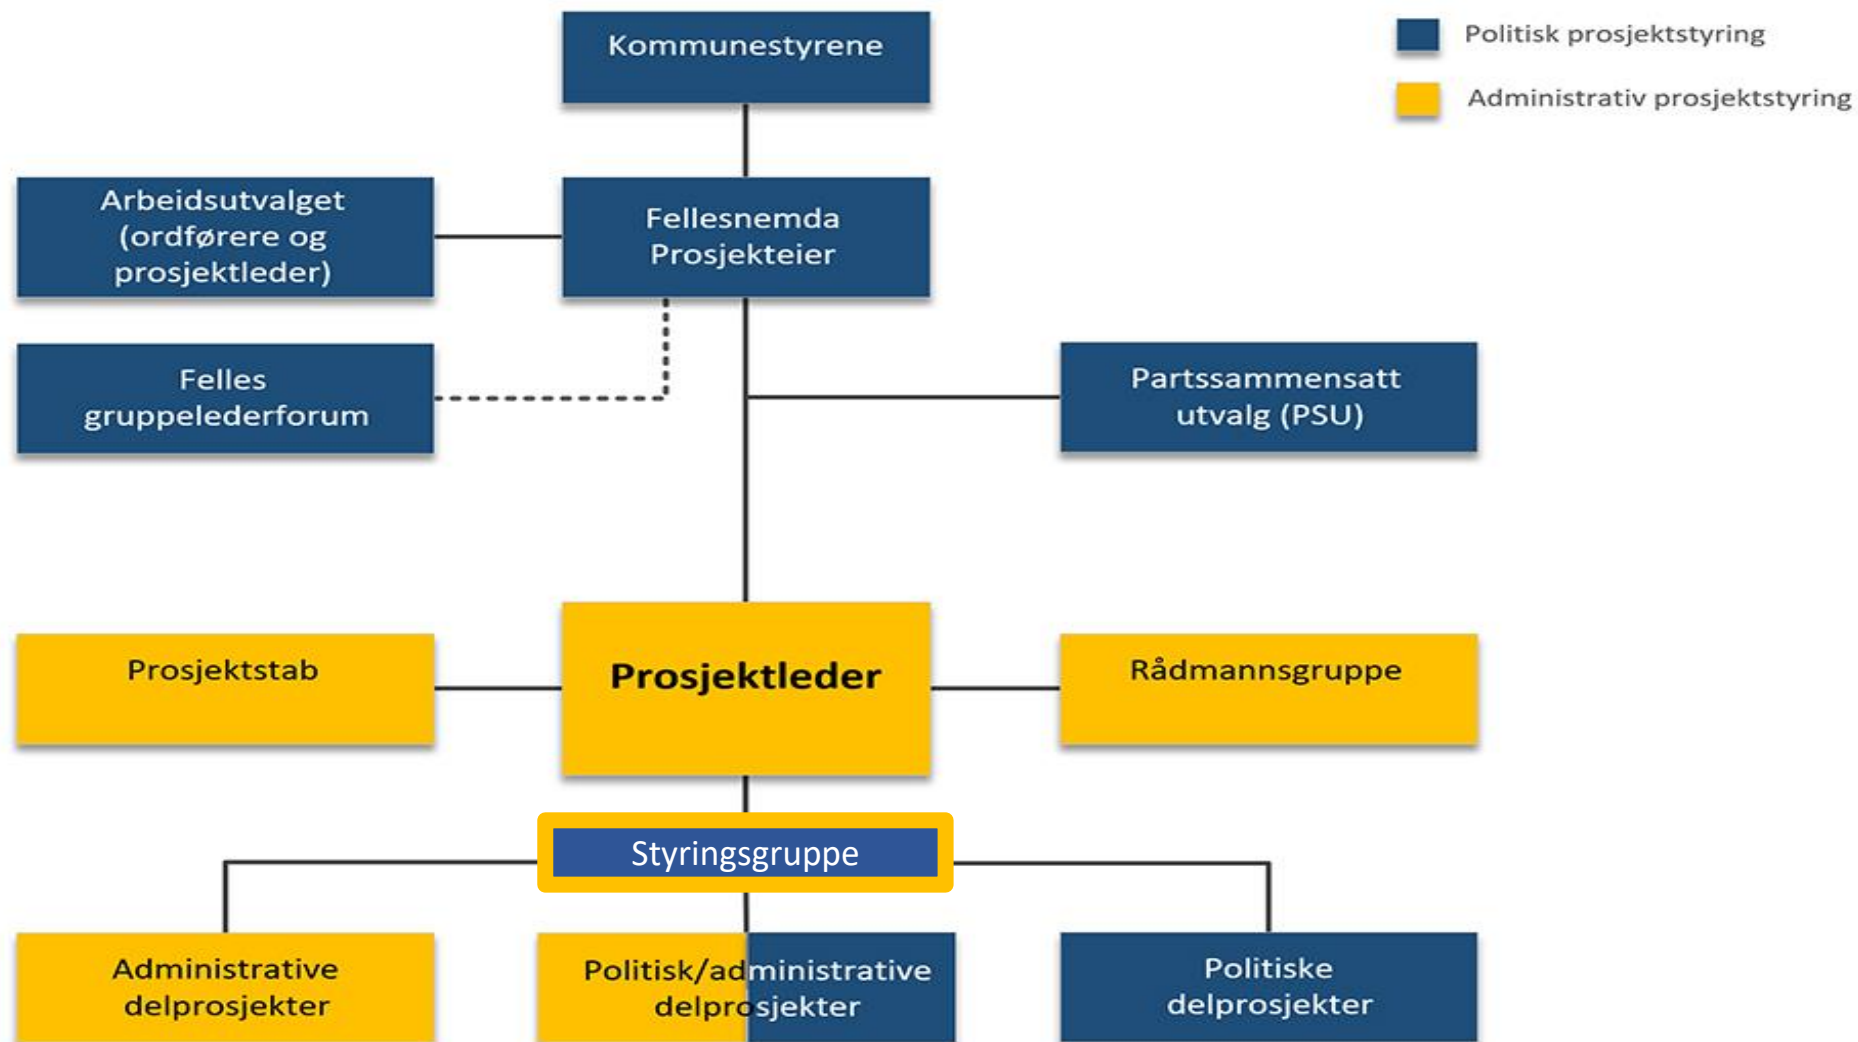 Kommunestyrene
Politisk prosjektstyring
Administrativ prosjektstyring
Arbeidsutvalget
(ordførere og
prosjektleder)
Fellesnemda
Prosjekteier
Felles
gruppelederforum
Partssammensatt
utvalg (PSU)
Prosjektstab
Prosjektleder
Rådmannsgruppe
Styringsgruppe
Administrative
delprosjekter
Politisk/administrative
delprosjekter
Politiske
delprosjekter